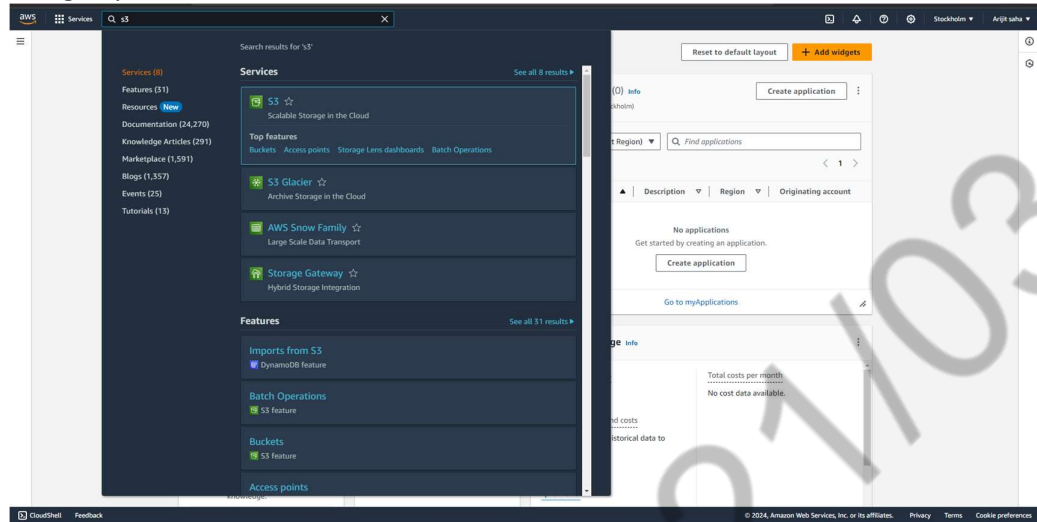 aws
Services
s3
Stockholm ▼
Arijit saha ▼
Search results for 's3'
Services (8)
Features (31)
Resources New
Documentation (24,270)
Knowledge Articles (291)
Marketplace (1,591)
Blogs (1,357)
Events (25)
Tutorials (13)
Services
See all 8 results ▶
S3
Scalable Storage in the Cloud
Top features
Buckets Access points Storage Lens dashboards Batch Operations
S3 Glacier
Archive Storage in the Cloud
AWS Snow Family
Large Scale Data Transport
Storage Gateway
Hybrid Storage Integration
Features
See all 31 results ▶
Imports from S3
DynamoDB feature
Batch Operations
S3 feature
Buckets
S3 feature
Access points
Reset to default layout
+ Add widgets
(0) Info
Create application
Region) ▼
Find applications
1
Description
Region
Originating account
No applications
Get started by creating an application.
Create application
Go to myApplications
Info
Total costs per month
No cost data available.
costs
historical data to
knowledge.
CloudShell Feedback
© 2024, Amazon Web Services, Inc. or its affiliates. Privacy Terms Cookie preferences